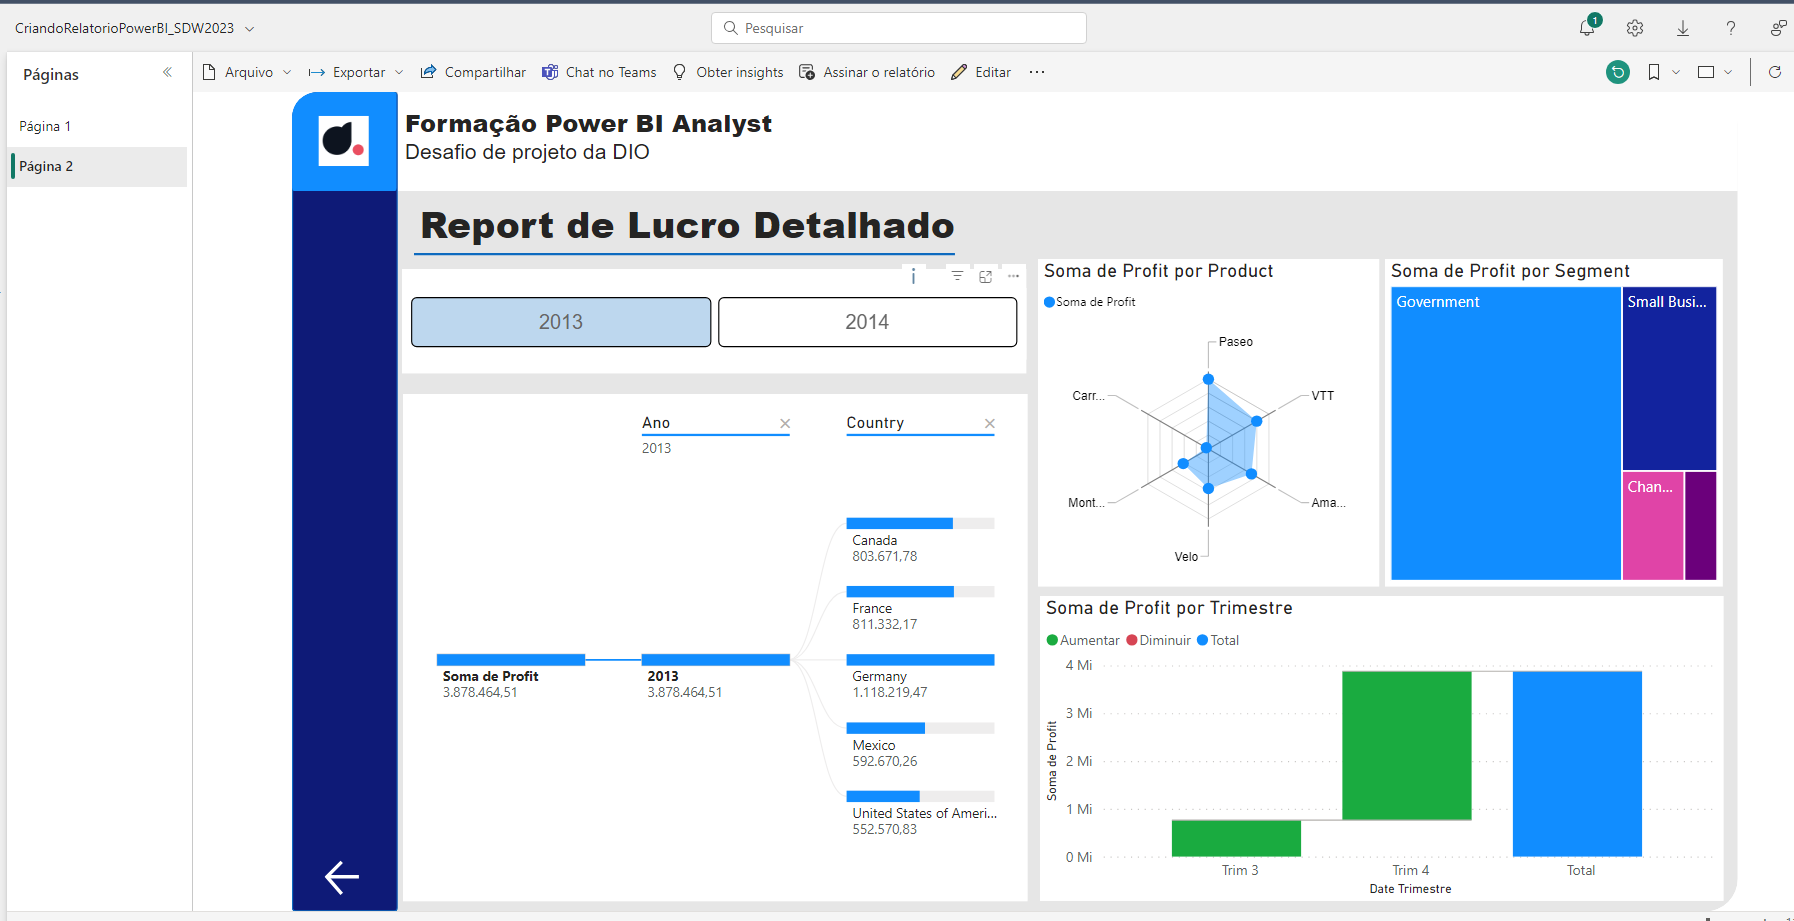 CriandoRelatorioPowerBI_SDW2023
Pesquisar
1
Páginas
Arquivo
Exportar
Compartilhar
Chat no Teams
Obter insights
Assinar o relatório
Editar
Página 1
Página 2
Formação Power BI Analyst
Desafio de projeto da DIO
Report de Lucro Detalhado
2013
2014
Ano
2013
Country
Soma de Profit
3.878.464,51
2013
3.878.464,51
Canada
803.671,78
France
811.332,17
Germany
1.118.219,47
Mexico
592.670,26
United States of Ameri...
552.570,83
Soma de Profit por Product
Soma de Profit
Paseo
Carr...
VTT
Mont...
Ama...
Velo
Soma de Profit por Segment
Government
Small Busi...
Chan...
Soma de Profit por Trimestre
Aumentar
Diminuir
Total
4 Mi
3 Mi
2 Mi
1 Mi
0 Mi
Soma de Profit
Trim 3
Trim 4
Total
Date Trimestre